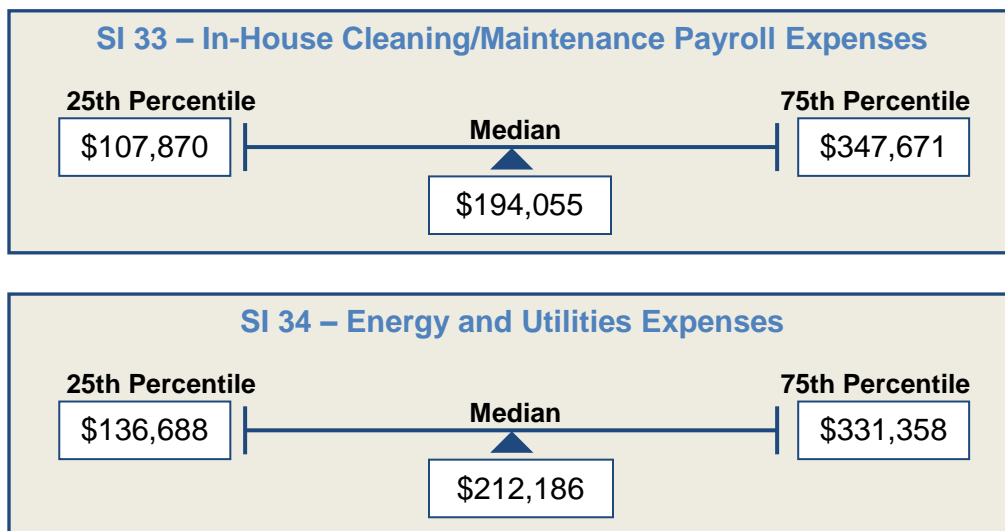 SI 33 – In-House Cleaning/Maintenance Payroll Expenses
25th Percentile
75th Percentile
Median
$107,870
$347,671
$194,055
SI 34 – Energy and Utilities Expenses
25th Percentile
75th Percentile
Median
$136,688
$331,358
$212,186